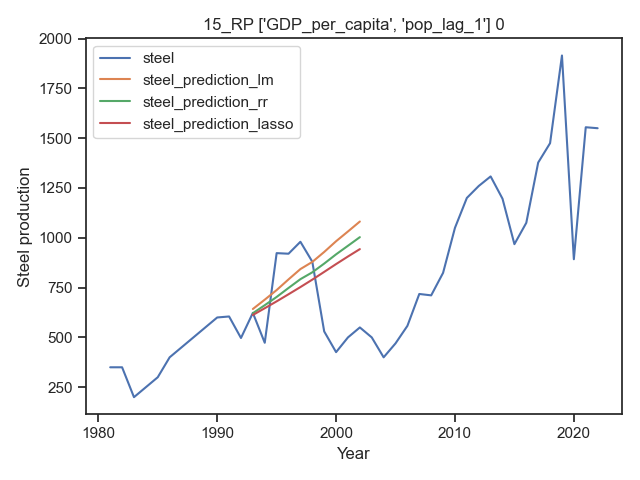 15_RP ['GDP_per_capita', 'pop_lag_1'] 0
steel
steel_prediction_lm
steel_prediction_rr
steel_prediction_lasso
Steel production
2000
1750
1500
1250
1000
750
500
250
1980
1990
2000
2010
2020
Year